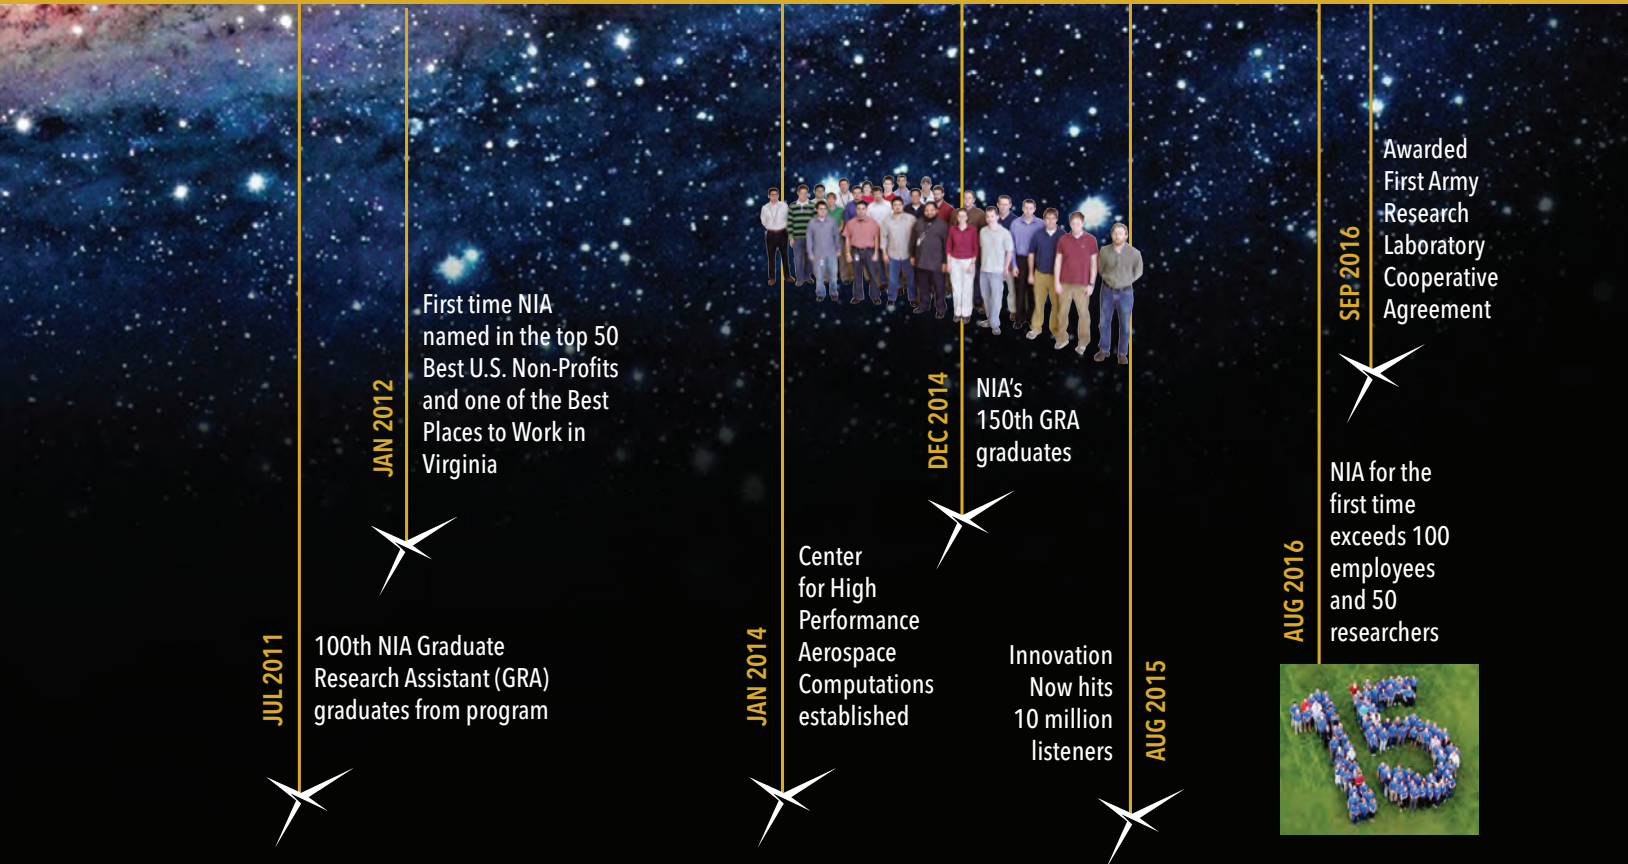 JUL 2011
100th NIA Graduate
Research Assistant (GRA)
graduates from program
JAN 2012
First time NIA
named in the top 50
Best U.S. Non-Profits
and one of the Best
Places to Work in
Virginia
JAN 2014
Center
for High
Performance
Aerospace
Computations
established
DEC 2014
NIA's
150th GRA
graduates
AUG 2015
Innovation
Now hits
10 million
listeners
AUG 2016
NIA for the
first time
exceeds 100
employees
and 50
researchers
15
SEP 2016
Awarded
First Army
Research
Laboratory
Cooperative
Agreement